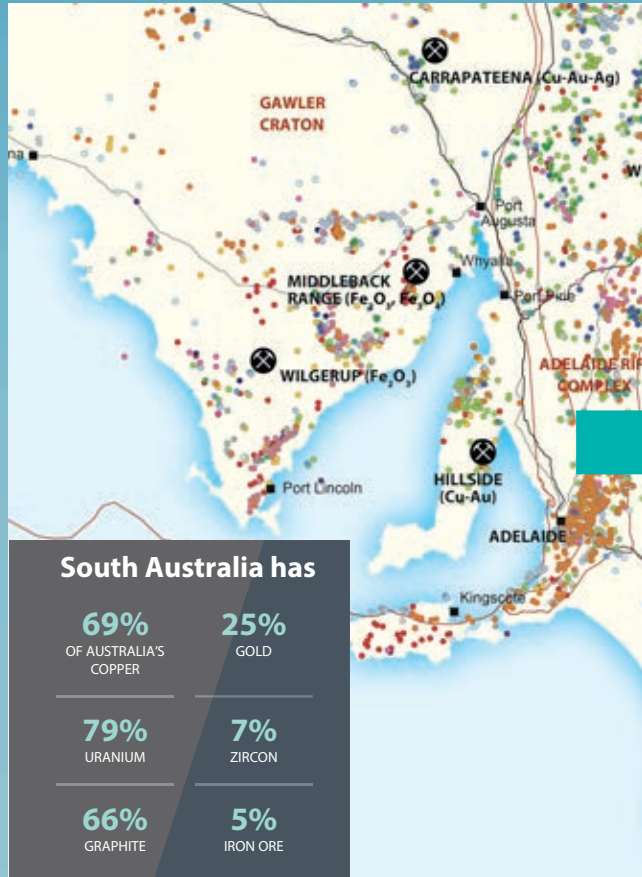 CARRAPATEENA (Cu-Au-Ag)
GAWLER
CRATON
na
W
Port
Augusta
Whyalla
MIDDLEBACK
RANGE (Fe₂O₃, Fe₃O₄)
Port Pirie
WILGERUP (Fe₂O₃)
ADELAIDE RIF
COMPLEX
HILLSIDE
(Cu-Au)
Port Lincoln
ADELAIDE
Kingscote
South Australia has
69%
OF AUSTRALIA'S
COPPER
25%
GOLD
79%
URANIUM
7%
ZIRCON
66%
GRAPHITE
5%
IRON ORE